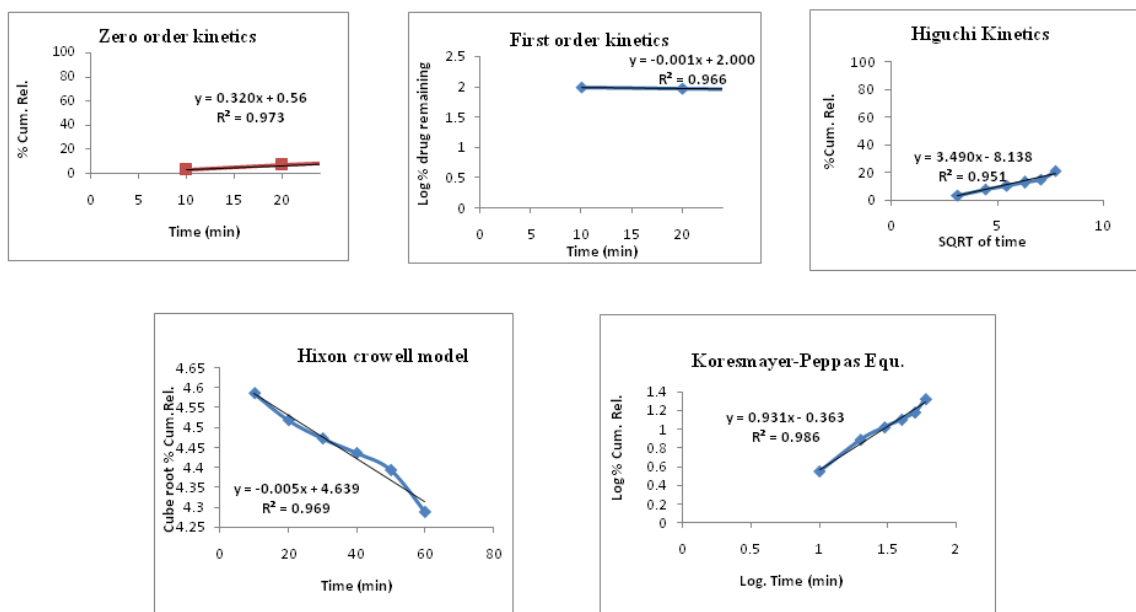 Zero order kinetics
100
80
60
40
20
0
% Cum. Rel.
y = 0.320x + 0.56
R² = 0.973
0 5 10 15 20
Time (min)
First order kinetics
2.5
2
1.5
1
0.5
0
Log % drug remaining
y = -0.001x + 2.000
R² = 0.966
0 5 10 15 20
Time (min)
Higuchi Kinetics
100
80
60
40
20
0
%Cum. Rel.
y = 3.490x - 8.138
R² = 0.951
0 5 10
SQRT of time
Hixon crowell model
4.65
4.6
4.55
4.5
4.45
4.4
4.35
4.3
4.25
Cube root % Cum. Rel.
y = -0.005x + 4.639
R² = 0.969
0 20 40 60 80
Time (min)
Koresmayer-Peppas Equ.
1.4
1.2
1
0.8
0.6
0.4
0.2
0
Log % Cum. Rel.
y = 0.931x - 0.363
R² = 0.986
0 0.5 1 1.5 2
Log. Time (min)